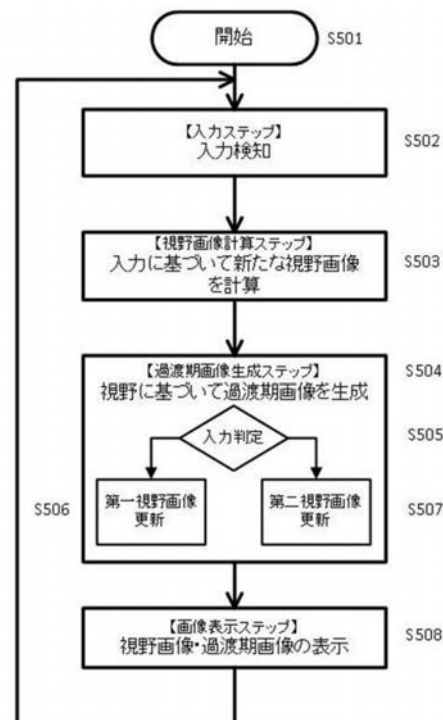 開始
S501
【入力ステップ】
入力検知
S502
【視野画像計算ステップ】
入力に基づいて新たな視野画像
を計算
S503
【過渡期画像生成ステップ】
S504
視野に基づいて過渡期画像を生成
入力判定
S505
S506
第一視野画像
更新
第二視野画像
更新
S507
【画像表示ステップ】
視野画像・過渡期画像の表示
S508